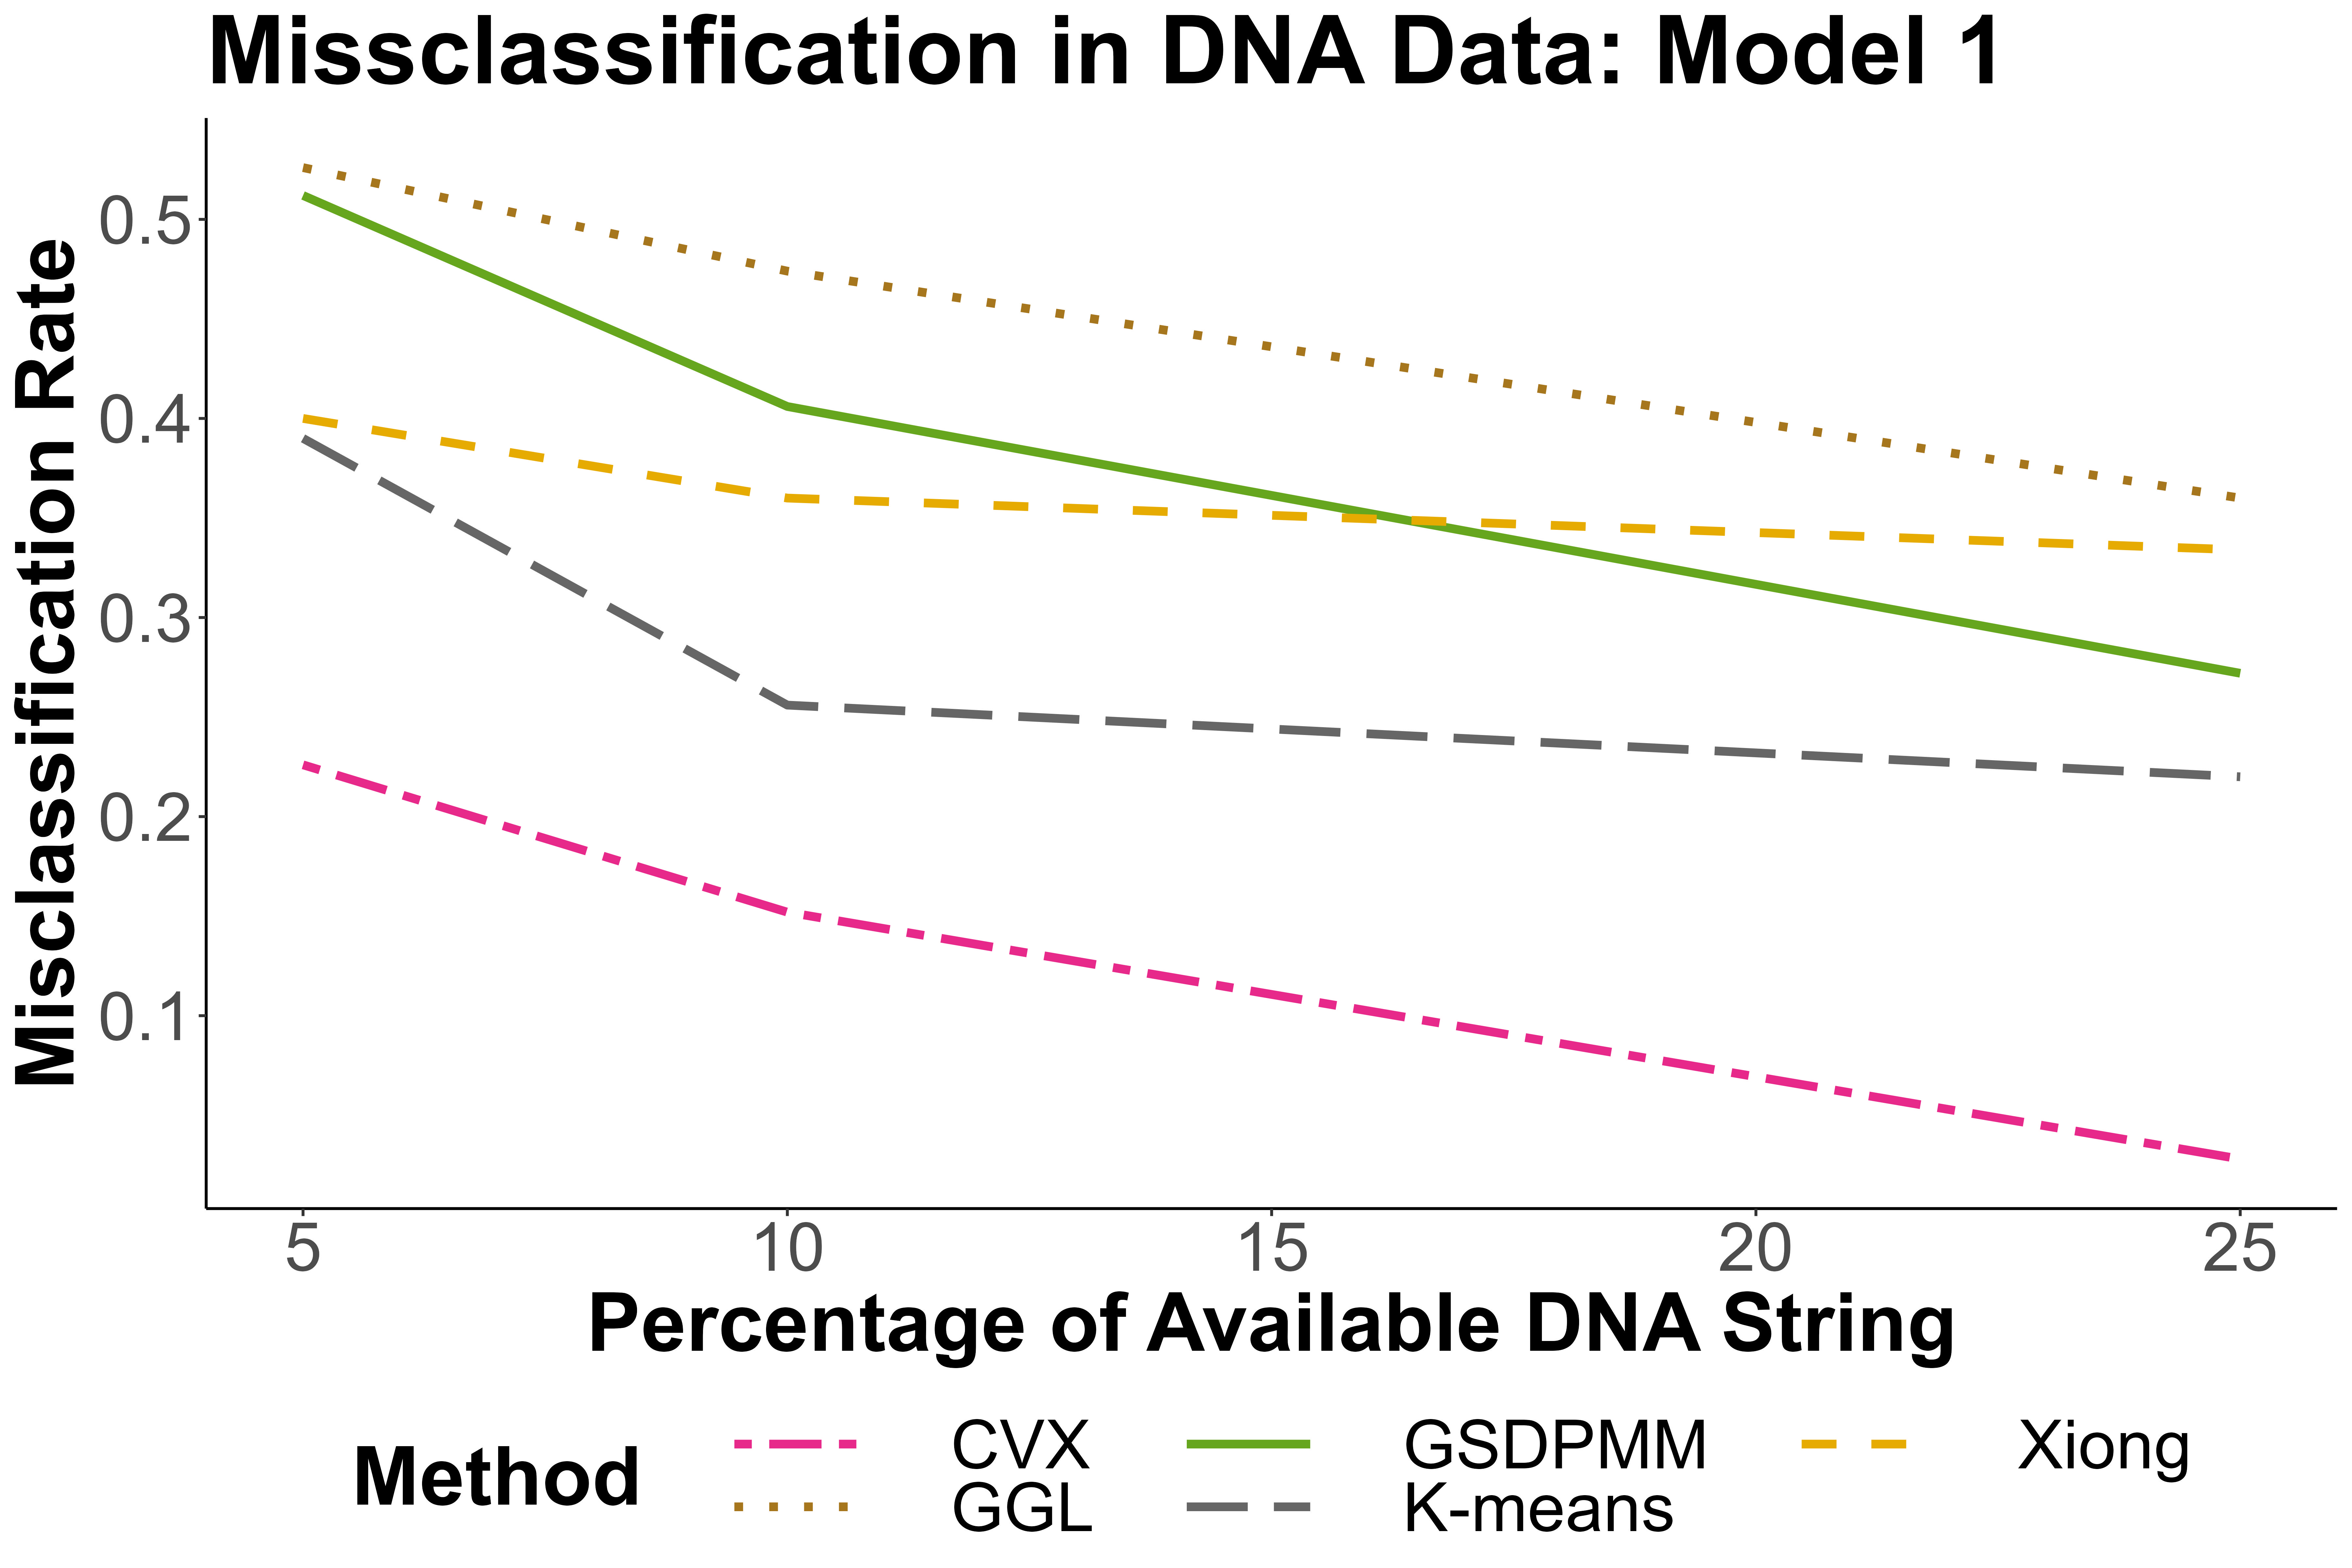 Missclassification in DNA Data: Model 1
Misclassification Rate
0.5
0.4
0.3
0.2
0.1
5 10 15 20 25
Percentage of Available DNA String
Method
CVX GSDPMM Xiong
GGL K-means